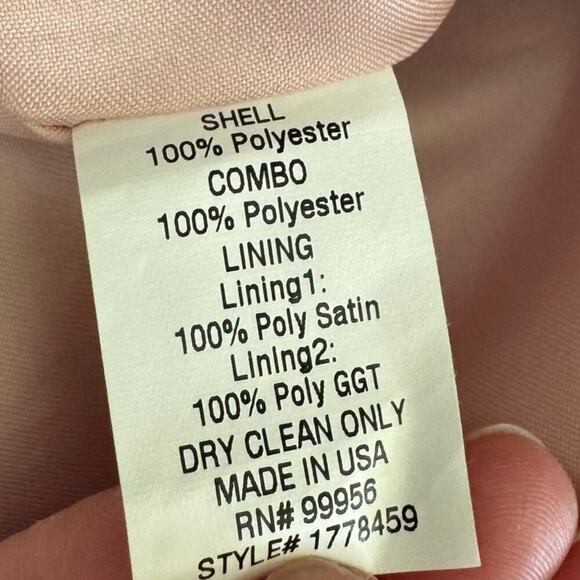 SHELL
100% Polyester
COMBO
100% Polyester
LINING
Lining1:
100% Poly Satin
Lining2:
100% Poly GGT
DRY CLEAN ONLY
MADE IN USA
RN# 99956
STYLE# 1778459